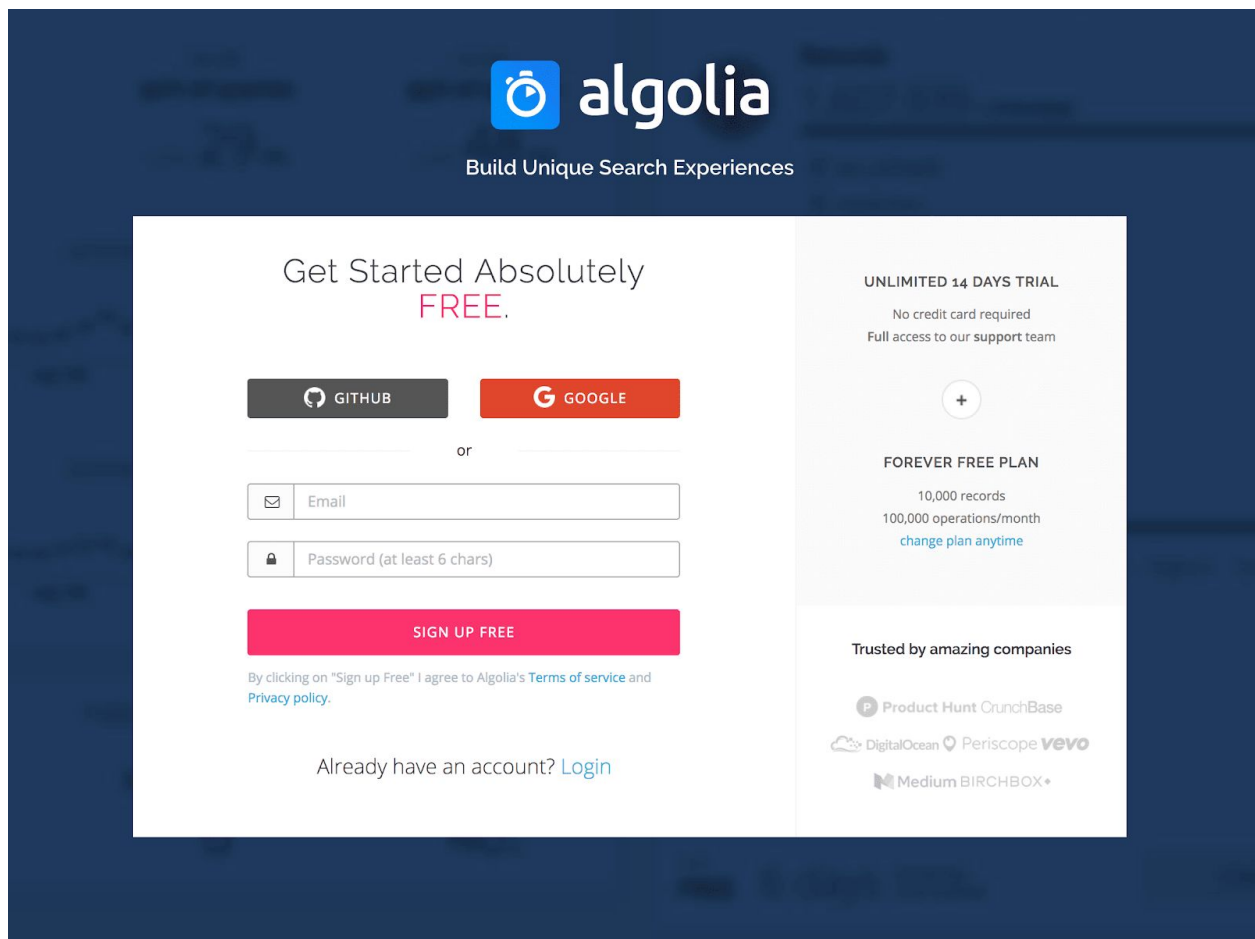 algolia
Build Unique Search Experiences
Get Started Absolutely
FREE.
GITHUB
GOOGLE
or
Email
Password (at least 6 chars)
SIGN UP FREE
By clicking on "Sign up Free" I agree to Algolia's Terms of service and
Privacy policy.
Already have an account? Login
UNLIMITED 14 DAYS TRIAL
No credit card required
Full access to our support team
+
FOREVER FREE PLAN
10,000 records
100,000 operations/month
change plan anytime
Trusted by amazing companies
Product Hunt CrunchBase
DigitalOcean Periscope vevo
Medium BIRCHBOX